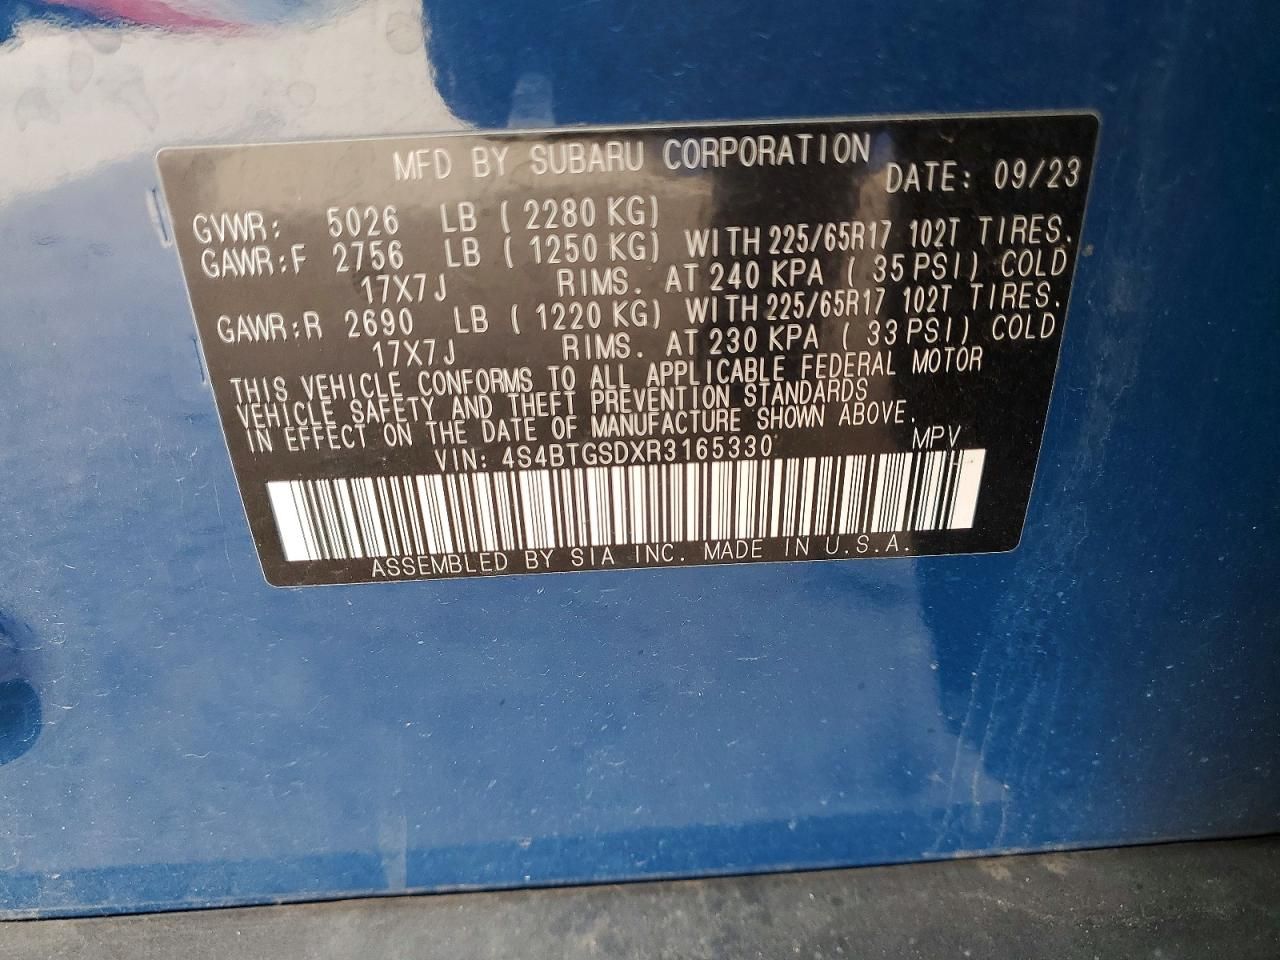 MFD BY SUBARU CORPORATION DATE: 09/23
GVWR: 5026 LB ( 2280 KG)
GAWR:F 2756 LB ( 1250 KG) WITH 225/65R17 102T TIRES.
17X7J RIMS. AT 240 KPA ( 35 PSI) COLD
GAWR:R 2690 LB ( 1220 KG) WITH 225/65R17 102T TIRES.
17X7J RIMS. AT 230 KPA ( 33 PSI) COLD
THIS VEHICLE CONFORMS TO ALL APPLICABLE FEDERAL MOTOR
VEHICLE SAFETY AND THEFT PREVENTION STANDARDS
IN EFFECT ON THE DATE OF MANUFACTURE SHOWN ABOVE.
VIN: 4S4BTGSDXR3165330 MPV
ASSEMBLED BY SIA INC. MADE IN U.S.A.